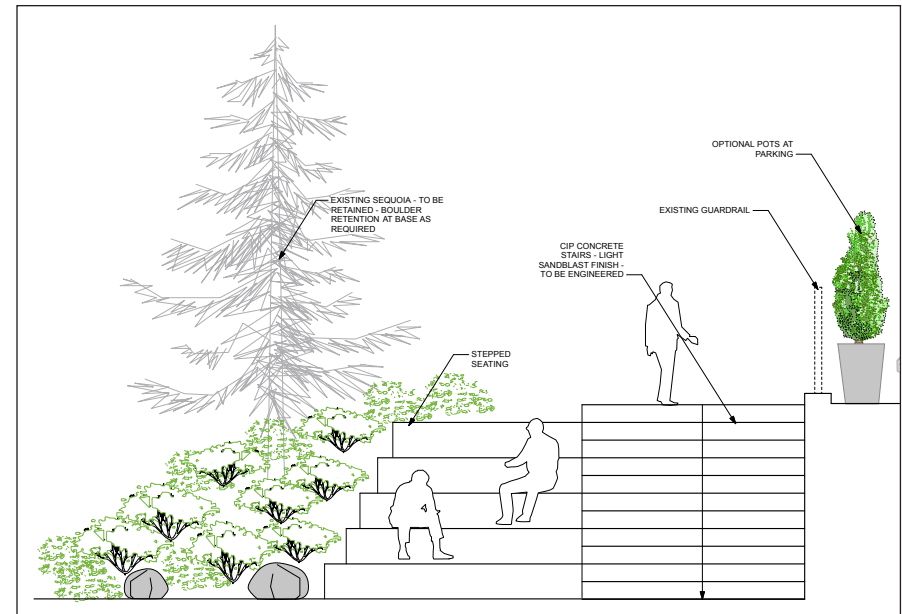 OPTIONAL POTS AT
PARKING
EXISTING SEQUOIA - TO BE
RETAINED - BOULDER
RETENTION AT BASE AS
REQUIRED
EXISTING GUARDRAIL
CIP CONCRETE
STAIRS - LIGHT
SANDBLAST FINISH -
TO BE ENGINEERED
STEPPED
SEATING